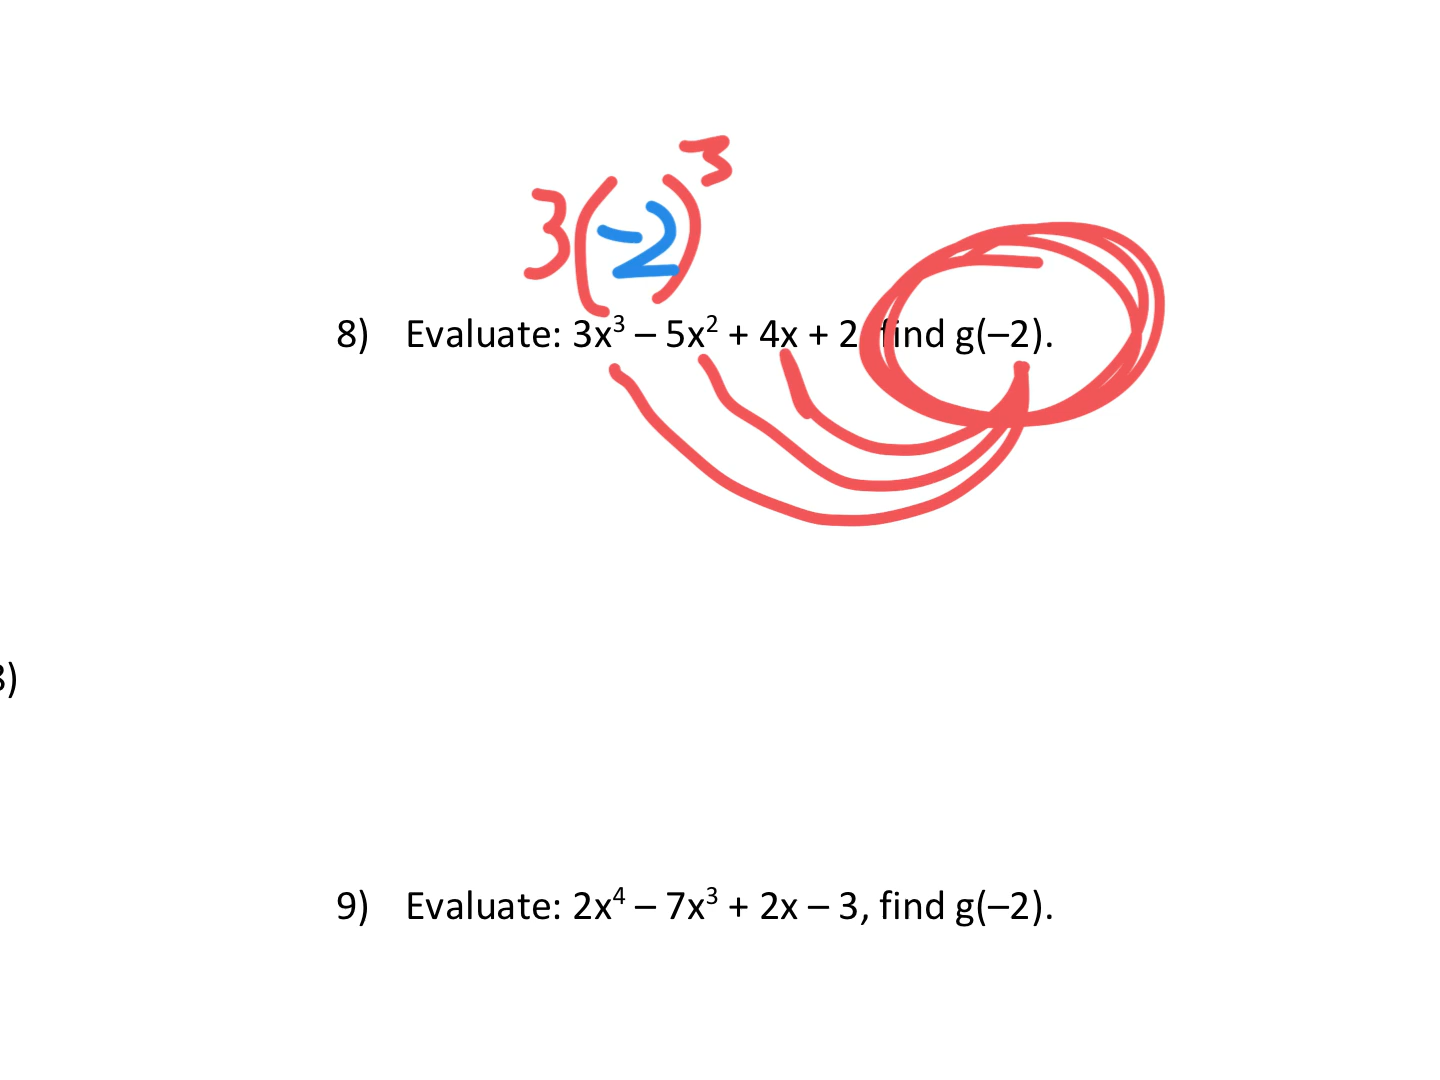 3(-2)³
8) Evaluate: 3x³ – 5x² + 4x + 2 find g(–2).
3)
9) Evaluate: 2x⁴ – 7x³ + 2x – 3, find g(–2).